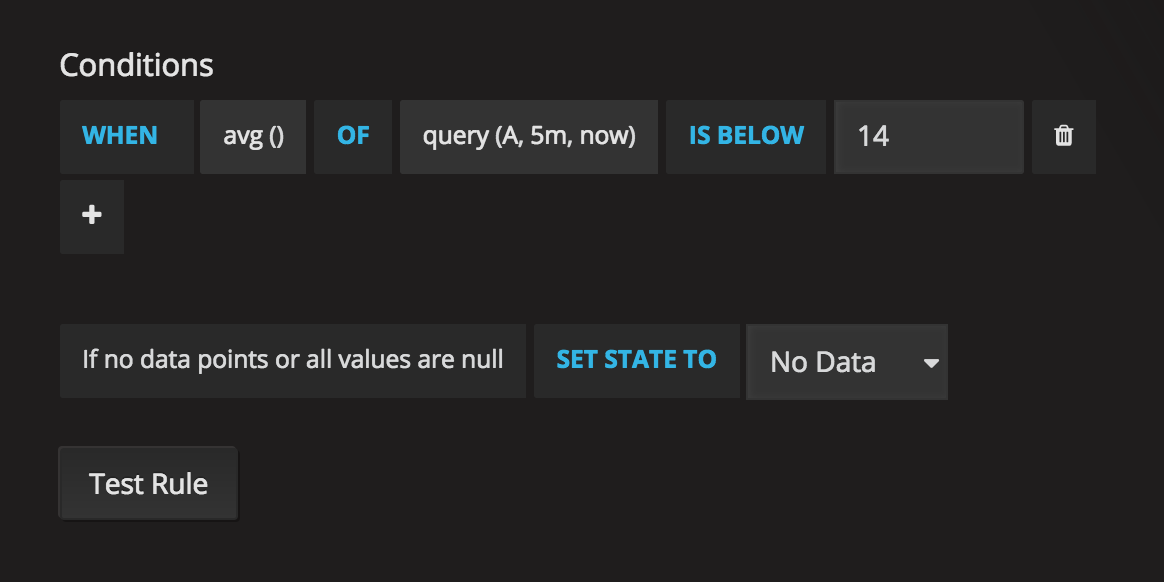 Conditions
WHEN avg () OF query (A, 5m, now) IS BELOW 14
+
If no data points or all values are null SET STATE TO No Data
Test Rule